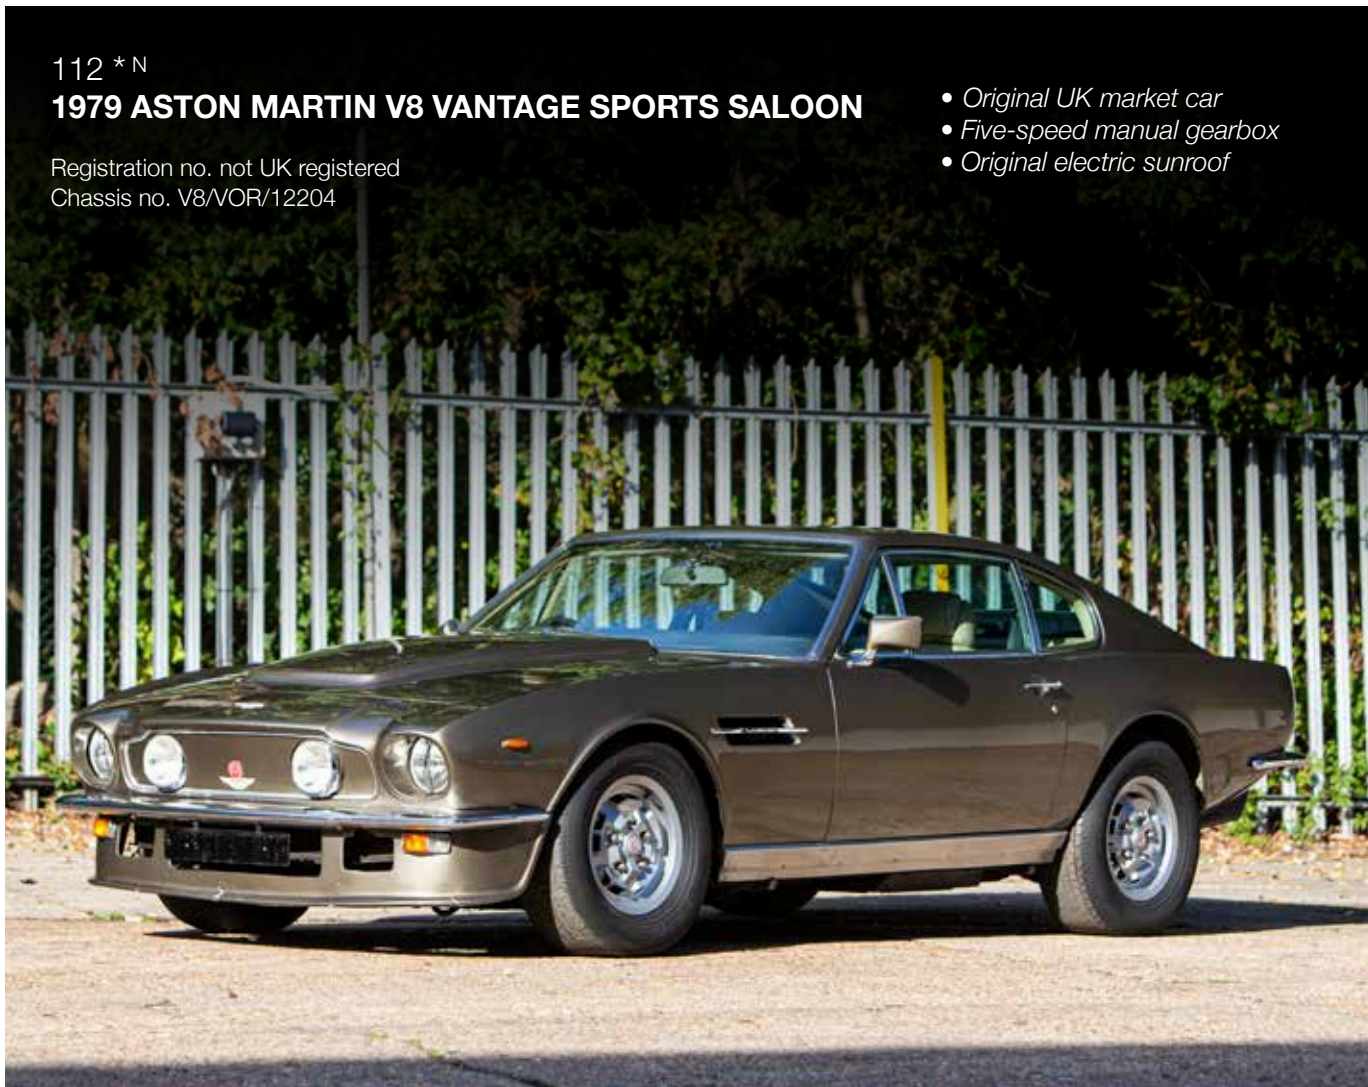 112 * N
1979 ASTON MARTIN V8 VANTAGE SPORTS SALOON
Registration no. not UK registered
Chassis no. V8/VOR/12204
• Original UK market car
• Five-speed manual gearbox
• Original electric sunroof